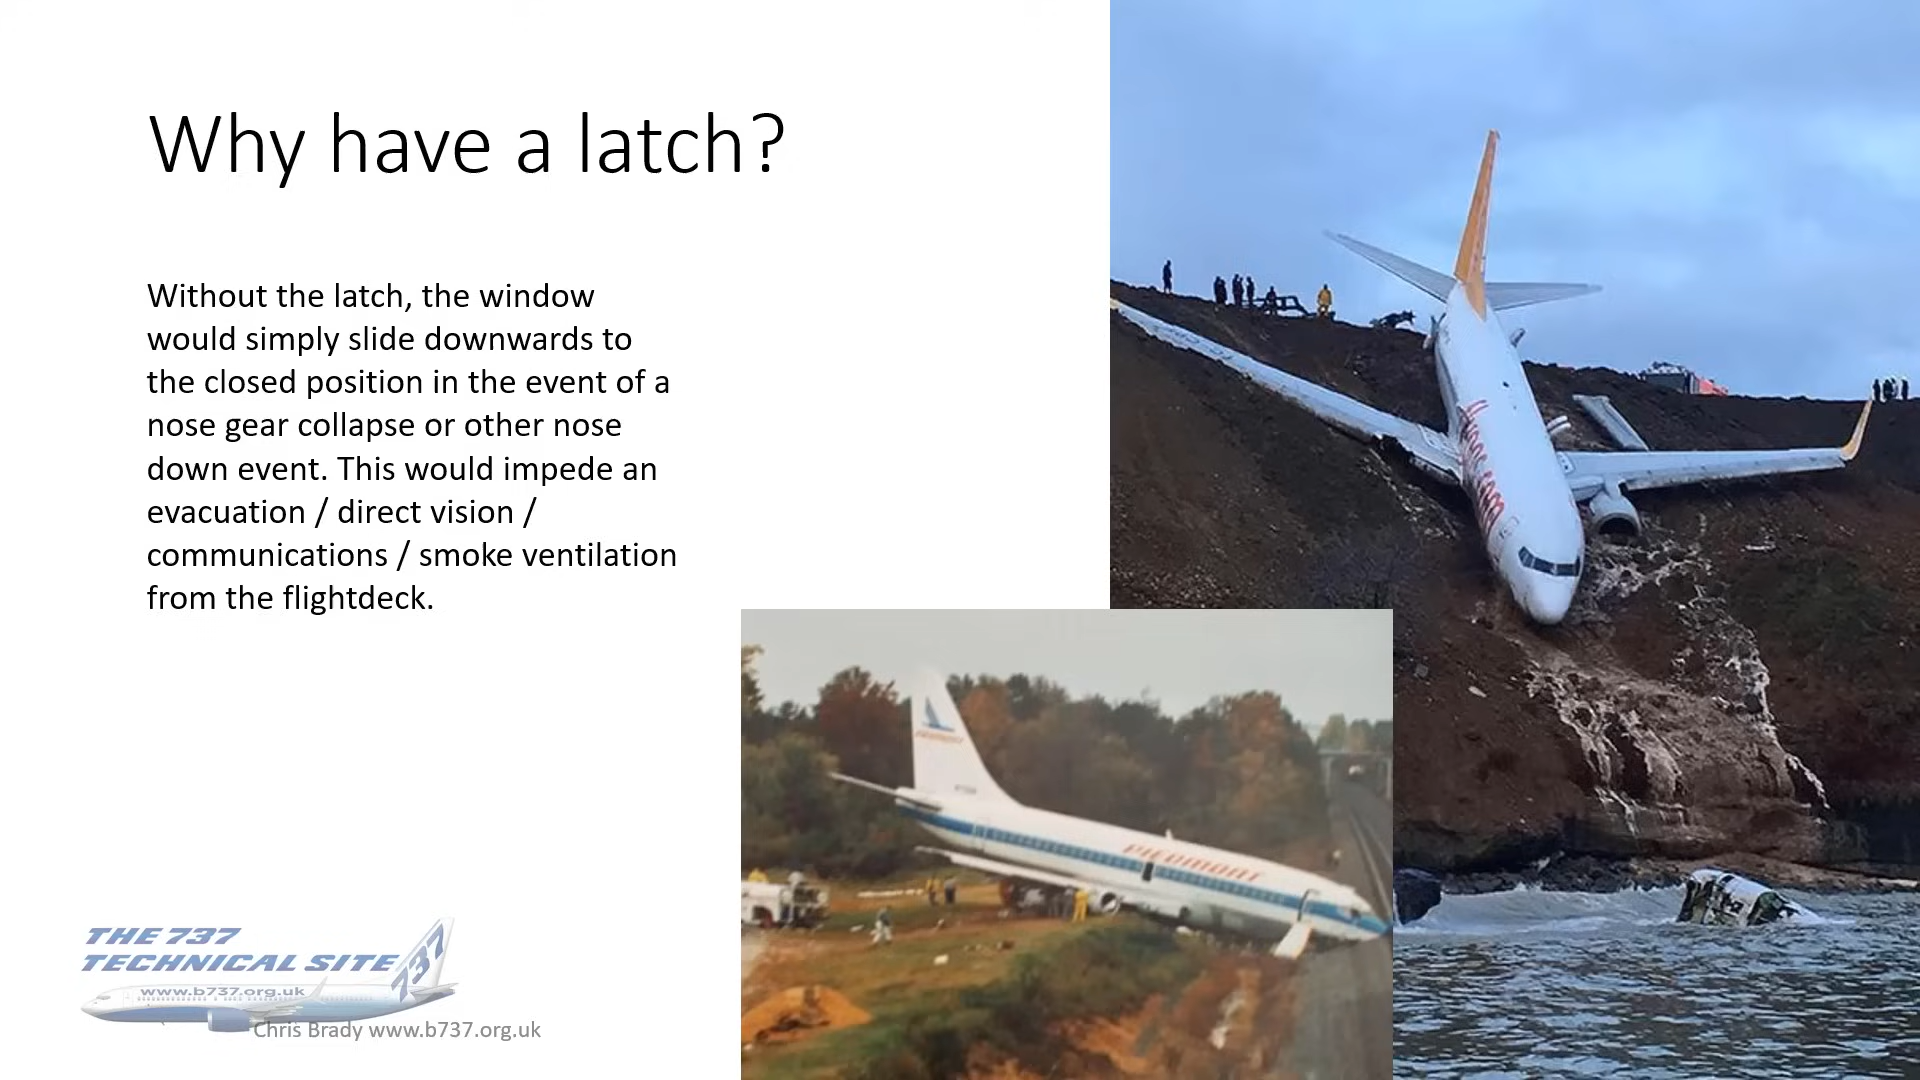 Why have a latch?
Without the latch, the window
would simply slide downwards to
the closed position in the event of a
nose gear collapse or other nose
down event. This would impede an
evacuation / direct vision /
communications / smoke ventilation
from the flightdeck.
PIEDMONT
THE 737
TECHNICAL SITE
737
www.b737.org.uk
Chris Brady www.b737.org.uk